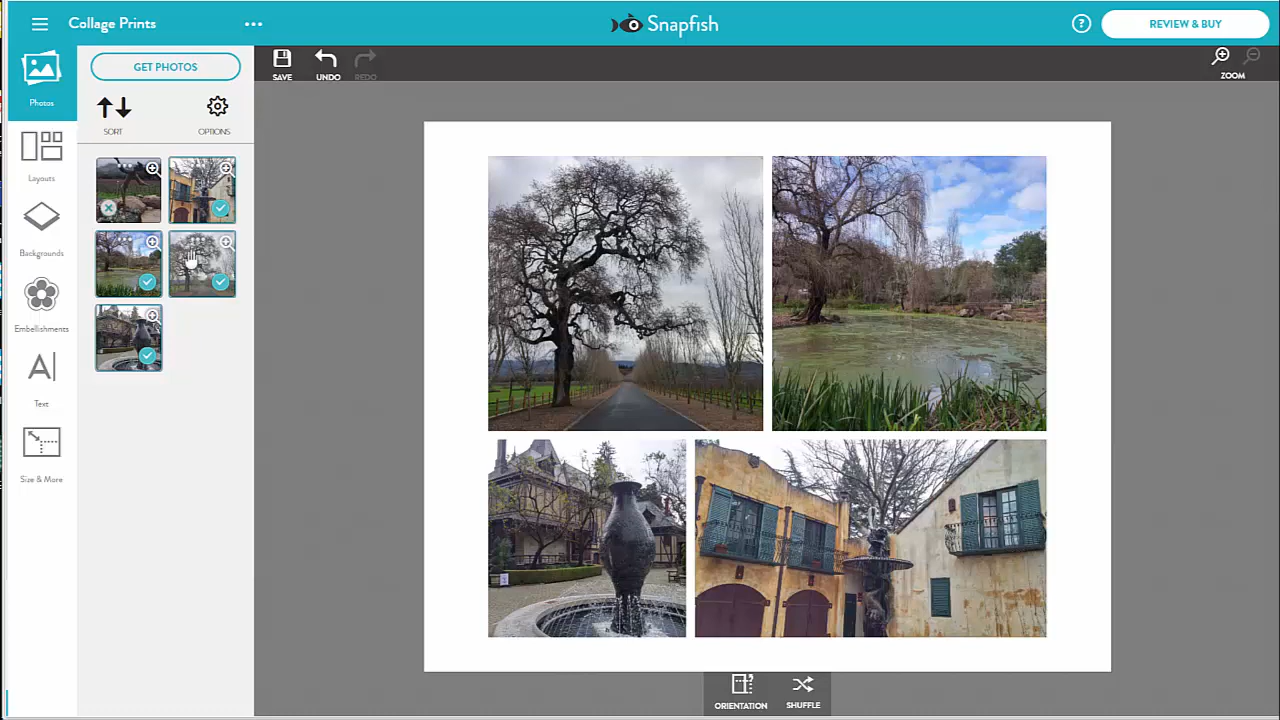 Collage Prints
Snapfish
REVIEW & BUY
GET PHOTOS
SAVE
UNDO
REDO
ZOOM
Photos
SORT
OPTIONS
Layouts
Backgrounds
Embellishments
A
Text
Size & More
ORIENTATION
SHUFFLE